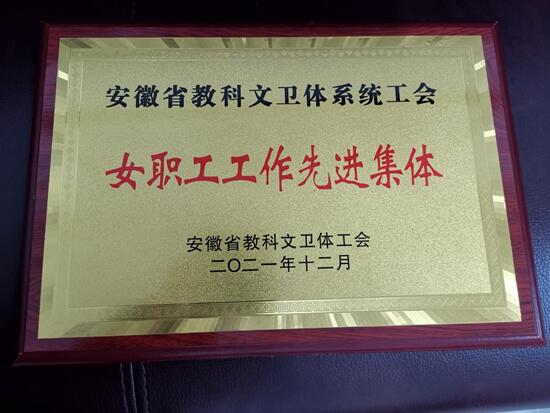 安徽省教科文卫体系统工会
女职工工作先进集体
安徽省教科文卫体工会
二〇二一年十二月